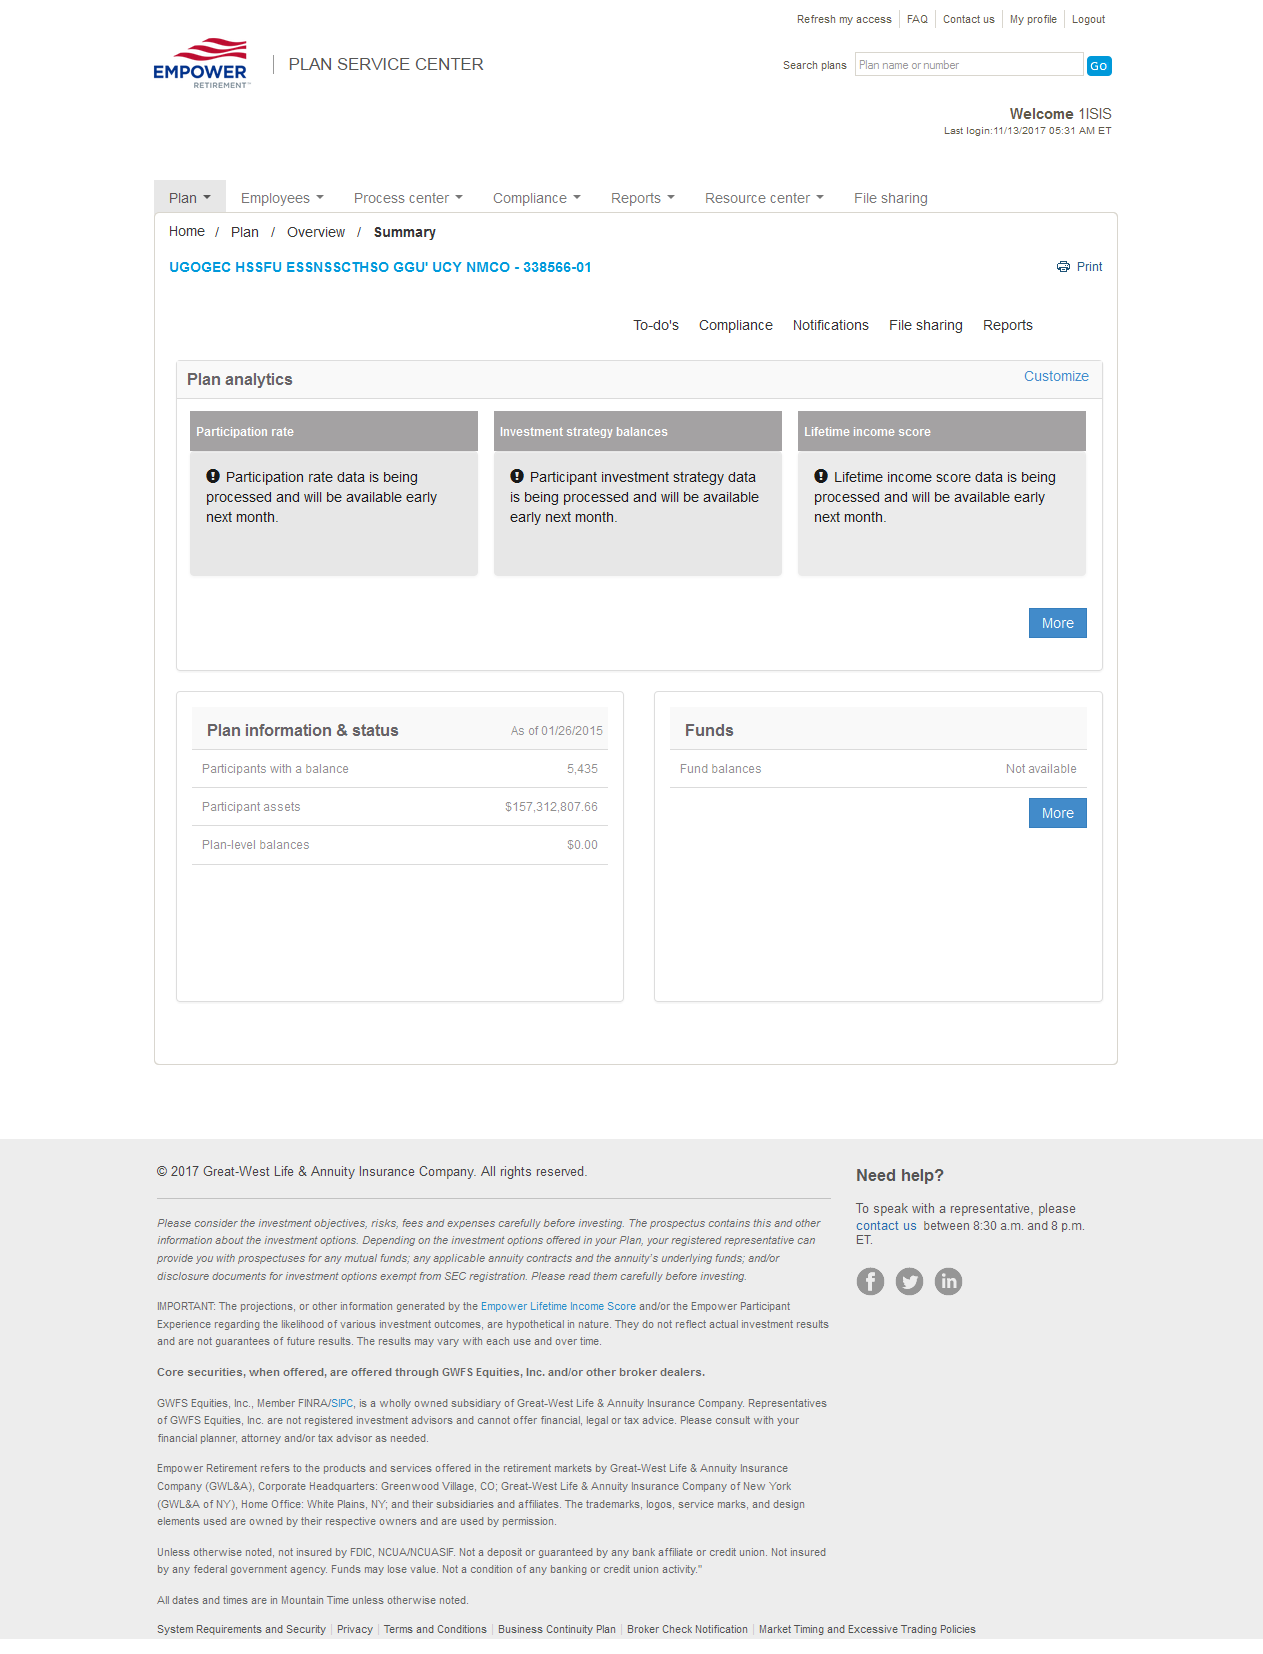 Refresh my access FAQ Contact us My profile Logout
EMPOWER
RETIREMENT™
PLAN SERVICE CENTER
Search plans Plan name or number Go
Welcome 1ISIS
Last login:11/13/2017 05:31 AM ET
Plan Employees Process center Compliance Reports Resource center File sharing
Home / Plan / Overview / Summary
UGOGEC HSSFU ESSNSSCTHSO GGU' UCY NMCO - 338566-01
Print
To-do's Compliance Notifications File sharing Reports
Plan analytics
Customize
Participation rate
Participation rate data is being
processed and will be available early
next month.
Investment strategy balances
Participant investment strategy data
is being processed and will be available
early next month.
Lifetime income score
Lifetime income score data is being
processed and will be available early
next month.
More
Plan information & status As of 01/26/2015
Participants with a balance 5,435
Participant assets $157,312,807.66
Plan-level balances $0.00
Funds
Fund balances Not available
More
© 2017 Great-West Life & Annuity Insurance Company. All rights reserved.
Please consider the investment objectives, risks, fees and expenses carefully before investing. The prospectus contains this and other
information about the investment options. Depending on the investment options offered in your Plan, your registered representative can
provide you with prospectuses for any mutual funds; any applicable annuity contracts and the annuity's underlying funds; and/or
disclosure documents for investment options exempt from SEC registration. Please read them carefully before investing.
IMPORTANT: The projections, or other information generated by the Empower Lifetime Income Score and/or the Empower Participant
Experience regarding the likelihood of various investment outcomes, are hypothetical in nature. They do not reflect actual investment results
and are not guarantees of future results. The results may vary with each use and over time.
Core securities, when offered, are offered through GWFS Equities, Inc. and/or other broker dealers.
GWFS Equities, Inc., Member FINRA/SIPC, is a wholly owned subsidiary of Great-West Life & Annuity Insurance Company. Representatives
of GWFS Equities, Inc. are not registered investment advisors and cannot offer financial, legal or tax advice. Please consult with your
financial planner, attorney and/or tax advisor as needed.
Empower Retirement refers to the products and services offered in the retirement markets by Great-West Life & Annuity Insurance
Company (GWL&A), Corporate Headquarters: Greenwood Village, CO; Great-West Life & Annuity Insurance Company of New York
(GWL&A of NY), Home Office: White Plains, NY; and their subsidiaries and affiliates. The trademarks, logos, service marks, and design
elements used are owned by their respective owners and are used by permission.
Unless otherwise noted, not insured by FDIC, NCUA/NCUASIF. Not a deposit or guaranteed by any bank affiliate or credit union. Not insured
by any federal government agency. Funds may lose value. Not a condition of any banking or credit union activity."
All dates and times are in Mountain Time unless otherwise noted.
System Requirements and Security Privacy Terms and Conditions Business Continuity Plan Broker Check Notification Market Timing and Excessive Trading Policies
Need help?
To speak with a representative, please
contact us between 8:30 a.m. and 8 p.m.
ET.